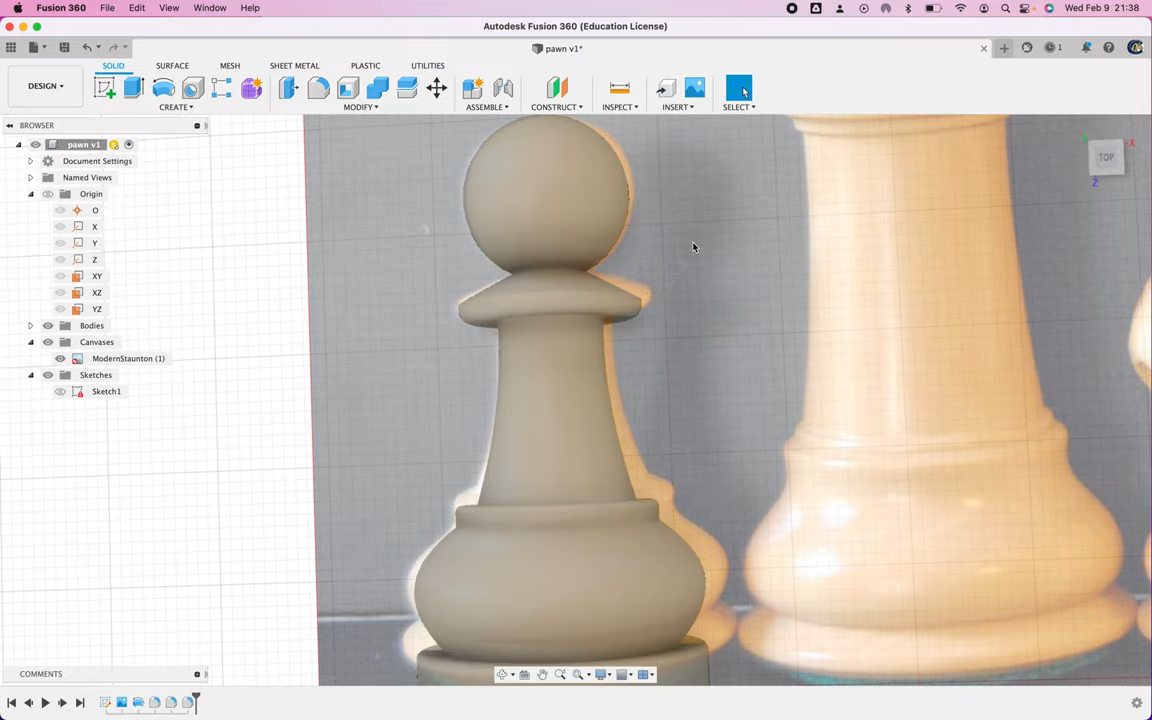 Fusion 360 File Edit View Window Help Wed Feb 9 21:38
Autodesk Fusion 360 (Education License)
pawn v1* 1
DESIGN
SOLID SURFACE MESH SHEET METAL PLASTIC UTILITIES
CREATE MODIFY ASSEMBLE CONSTRUCT INSPECT INSERT SELECT
BROWSER
pawn v1
Document Settings
Named Views
Origin
O
X
Y
Z
XY
XZ
YZ
Bodies
Canvases
ModernStaunton (1)
Sketches
Sketch1
TOP
X
Z
COMMENTS